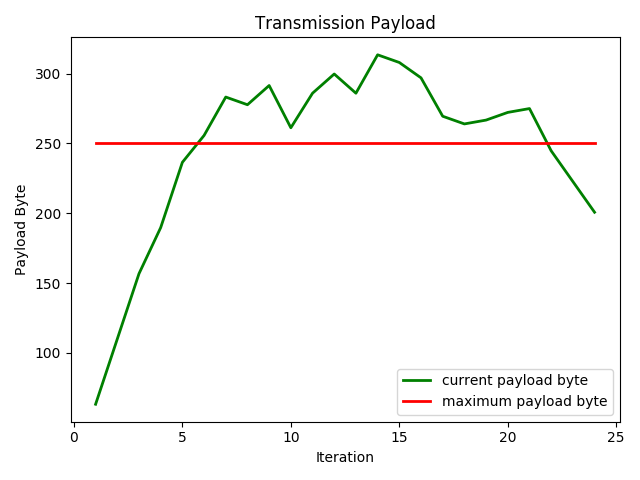 Transmission Payload
Payload Byte
300
250
200
150
100
0
5
10
15
20
25
Iteration
current payload byte
maximum payload byte